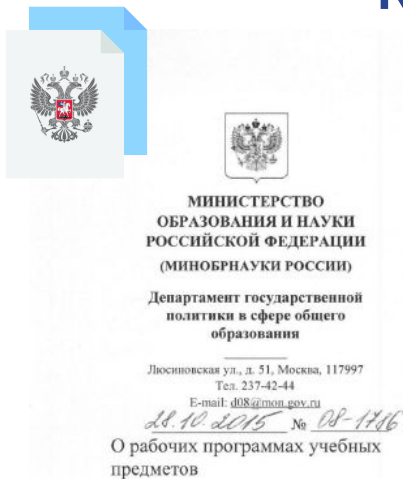 МИНИСТЕРСТВО
ОБРАЗОВАНИЯ И НАУКИ
РОССИЙСКОЙ ФЕДЕРАЦИИ
(МИНОБРНАУКИ РОССИИ)
Департамент государственной
политики в сфере общего
образования
Люсиновская ул., д. 51, Москва, 117997
Тел. 237-42-44
E-mail: d08@mon.gov.ru
28.10.2015 № 08-1786
О рабочих программах учебных
предметов